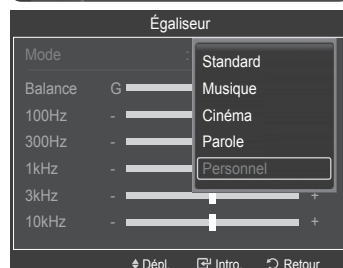 Égaliseur
Mode :
Standard
Musique
Cinéma
Parole
Personnel
Balance G
100Hz -
300Hz -
1kHz -
3kHz - +
10kHz - +
Dépl. Intro. Retour